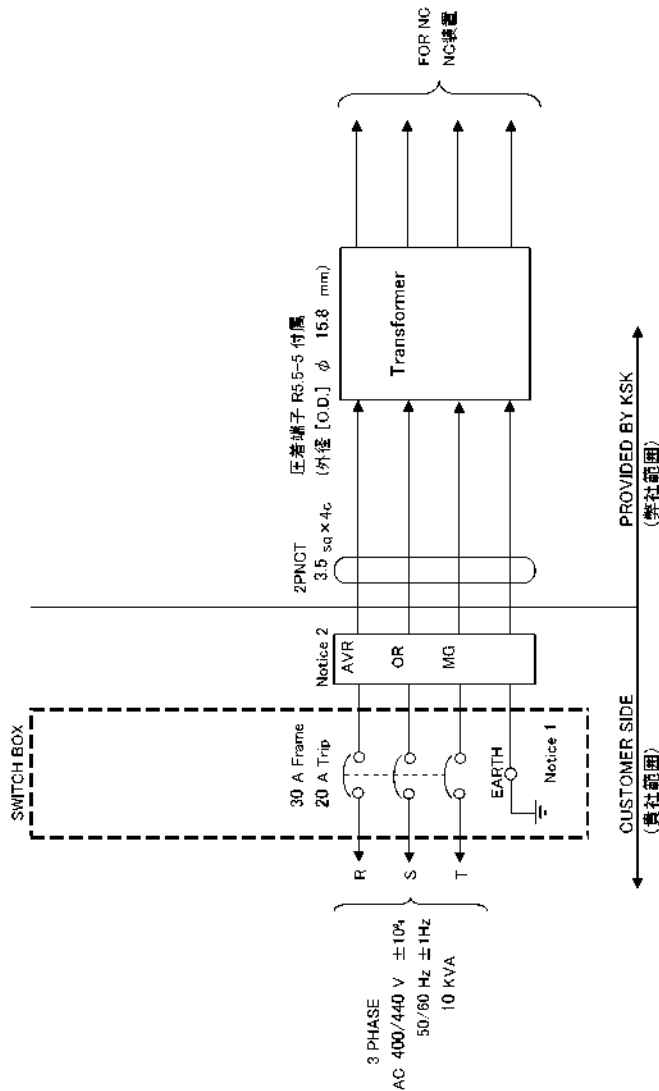 SWITCH BOX
3 PHASE
AC 400/440 V ±10%
50/60 Hz ±1Hz
10 KVA
R
S
T
30 A Frame
20 A Trip
EARTH
Notice 1
Notice 2
AVR
OR
MG
2PNCT
3.5 sq×4c
圧着端子 R5.5-5 付属
(外径 [O.D.] φ 15.8 mm)
Transformer
FOR NC
NC装置
CUSTOMER SIDE
(貴社範囲)
PROVIDED BY KSK
(弊社範囲)